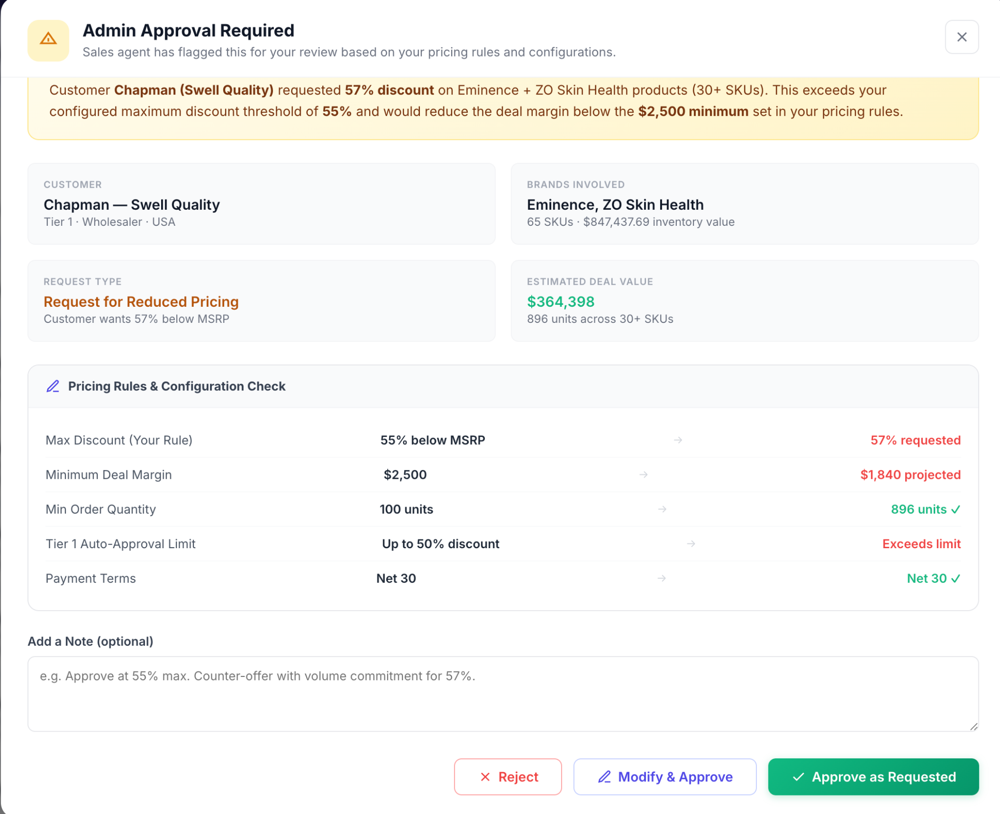 Admin Approval Required
Sales agent has flagged this for your review based on your pricing rules and configurations.
Customer Chapman (Swell Quality) requested 57% discount on Eminence + ZO Skin Health products (30+ SKUs). This exceeds your
configured maximum discount threshold of 55% and would reduce the deal margin below the $2,500 minimum set in your pricing rules.
CUSTOMER
Chapman — Swell Quality
Tier 1 · Wholesaler · USA
BRANDS INVOLVED
Eminence, ZO Skin Health
65 SKUs · $847,437.69 inventory value
REQUEST TYPE
Request for Reduced Pricing
Customer wants 57% below MSRP
ESTIMATED DEAL VALUE
$364,398
896 units across 30+ SKUs
Pricing Rules & Configuration Check
Max Discount (Your Rule) 55% below MSRP → 57% requested
Minimum Deal Margin $2,500 → $1,840 projected
Min Order Quantity 100 units → 896 units ✓
Tier 1 Auto-Approval Limit Up to 50% discount → Exceeds limit
Payment Terms Net 30 → Net 30 ✓
Add a Note (optional)
e.g. Approve at 55% max. Counter-offer with volume commitment for 57%.
Reject Modify & Approve Approve as Requested